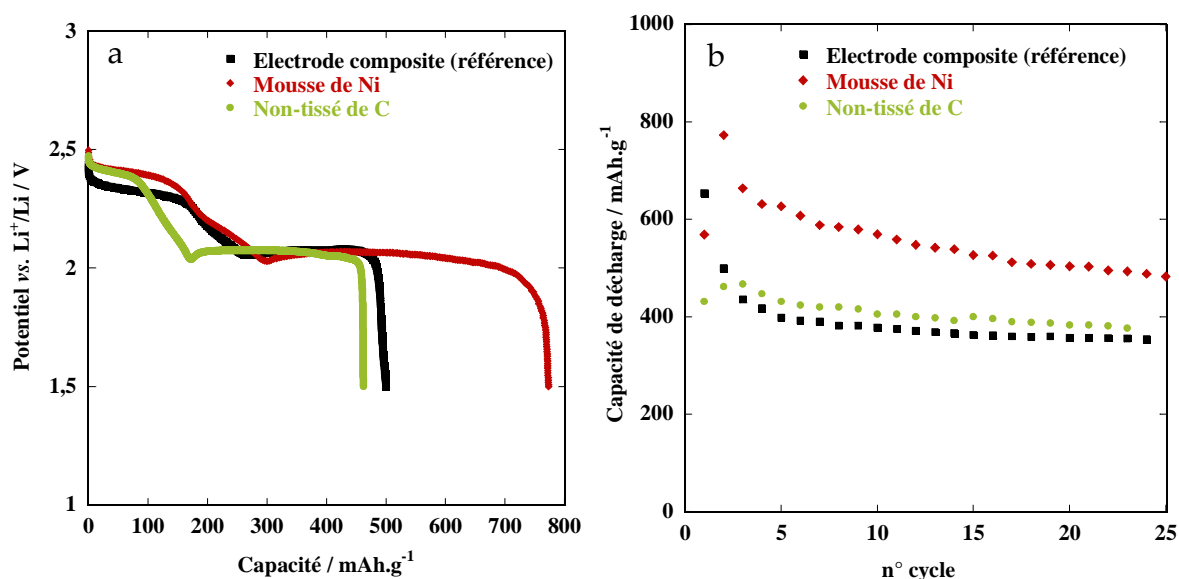 a
Electrode composite (référence)
Mousse de Ni
Non-tissé de C
3
2,5
2
1,5
1
Potentiel vs. Li+/Li / V
0 100 200 300 400 500 600 700 800
Capacité / mAh.g-1
b
Electrode composite (référence)
Mousse de Ni
Non-tissé de C
1000
800
600
400
200
0
Capacité de décharge / mAh.g-1
0 5 10 15 20 25
n° cycle